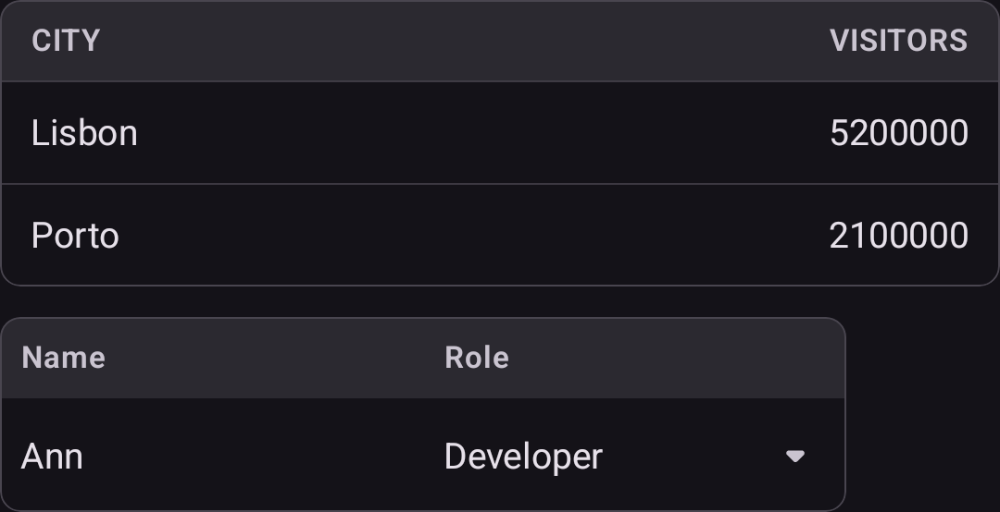 CITY VISITORS
Lisbon 5200000
Porto 2100000
Name Role
Ann Developer